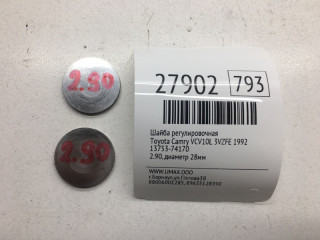 2.90
2.90
27902 793
Шайба регулировочная
Toyota Camry VCV10L 3VZFE 1992
13753-74170
2.90, диаметр 28мм
WWW.UMAX.OOO